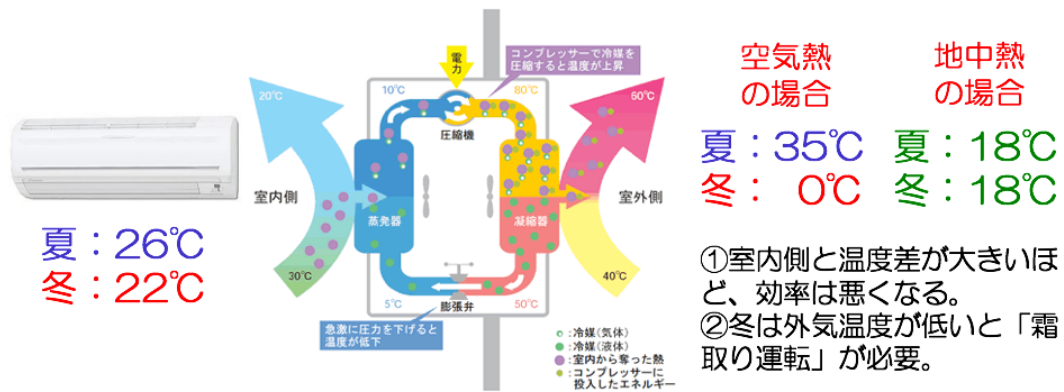 夏：26℃
冬：22℃
電力
コンプレッサーで冷媒を
圧縮すると温度が上昇
20℃
10℃
80℃
60℃
圧縮機
室内側
室外側
蒸発器
凝縮器
30℃
40℃
5℃
膨張弁
50℃
急激に圧力を下げると
温度が低下
：冷媒（気体）
：冷媒（液体）
：室内から奪った熱
：コンプレッサーに
投入したエネルギー
空気熱
の場合
夏：35℃
冬： 0℃
地中熱
の場合
夏：18℃
冬：18℃
①室内側と温度差が大きいほ
ど、効率は悪くなる。
②冬は外気温度が低いと「霜
取り運転」が必要。